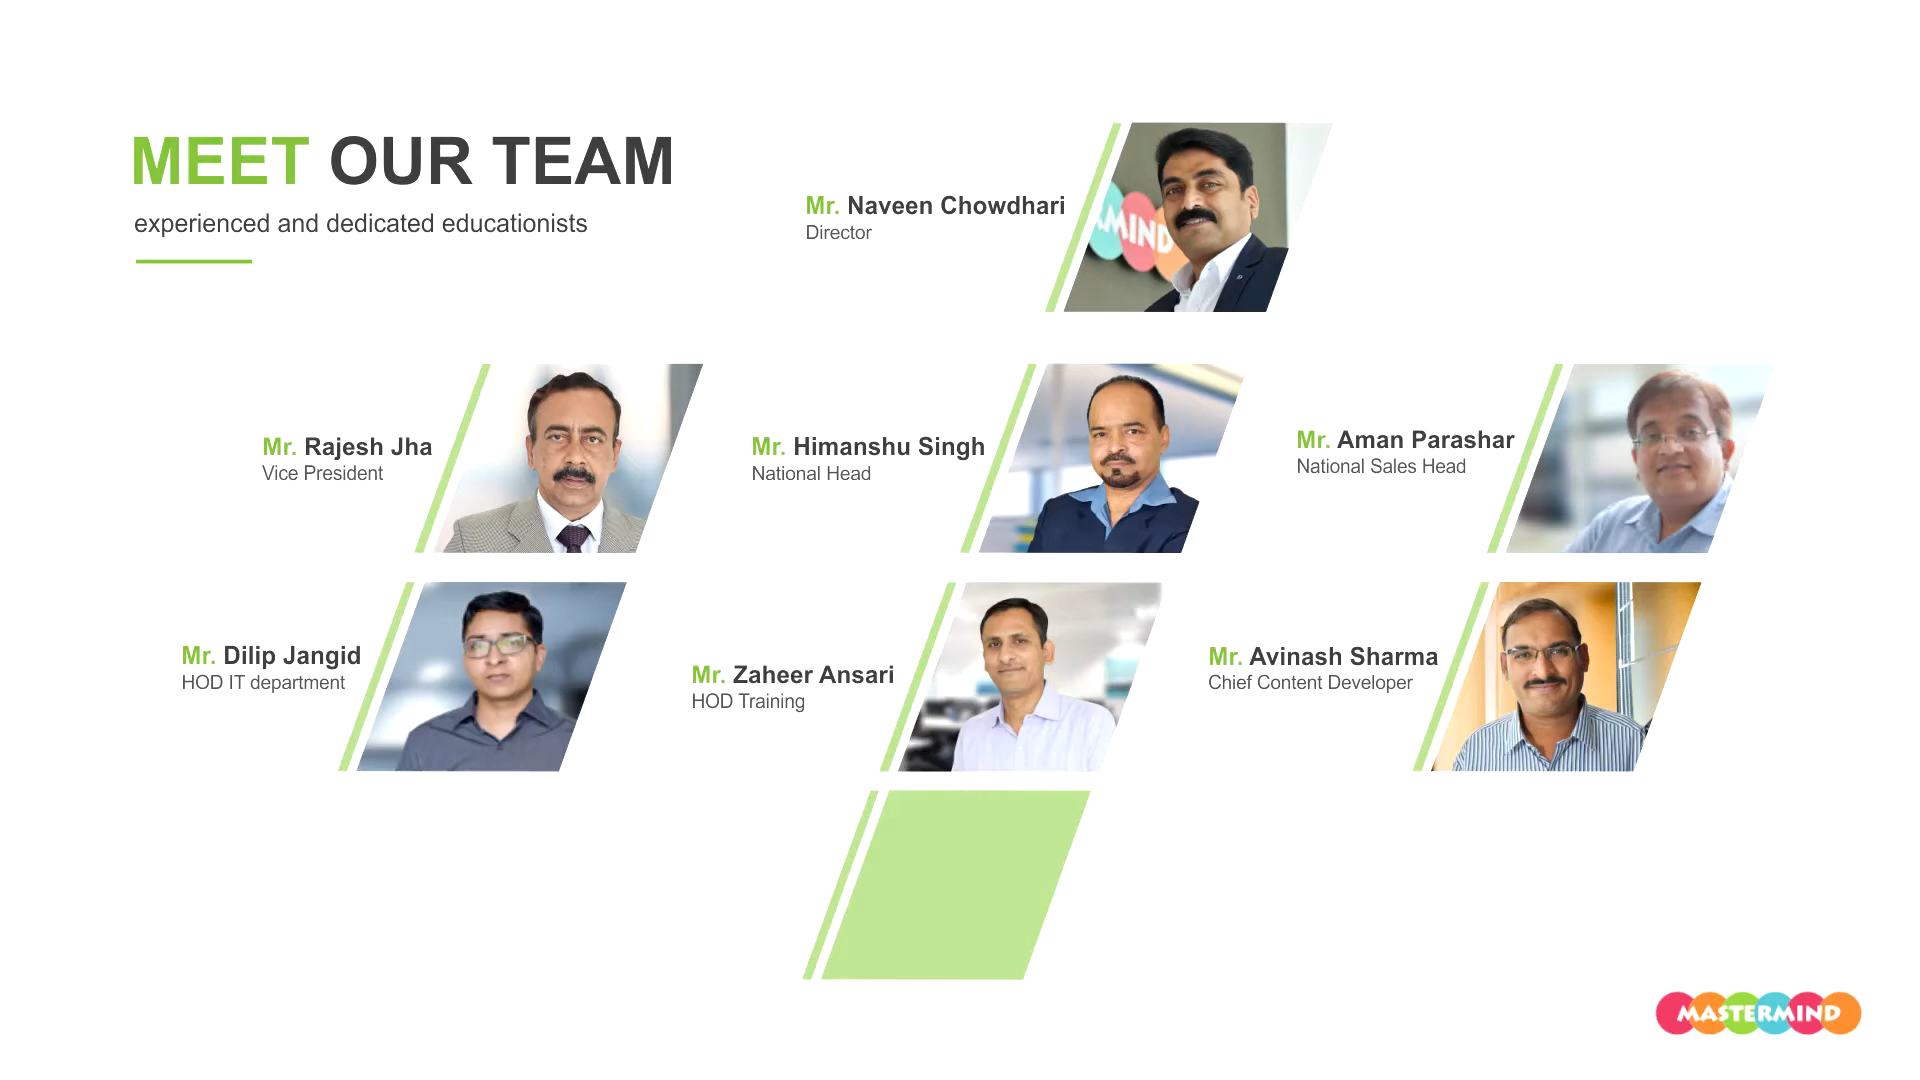 MEET OUR TEAM
experienced and dedicated educationists
Mr. Naveen Chowdhari
Director
MIND
Mr. Rajesh Jha
Vice President
Mr. Himanshu Singh
National Head
Mr. Aman Parashar
National Sales Head
Mr. Dilip Jangid
HOD IT department
Mr. Zaheer Ansari
HOD Training
Mr. Avinash Sharma
Chief Content Developer
MASTERMIND